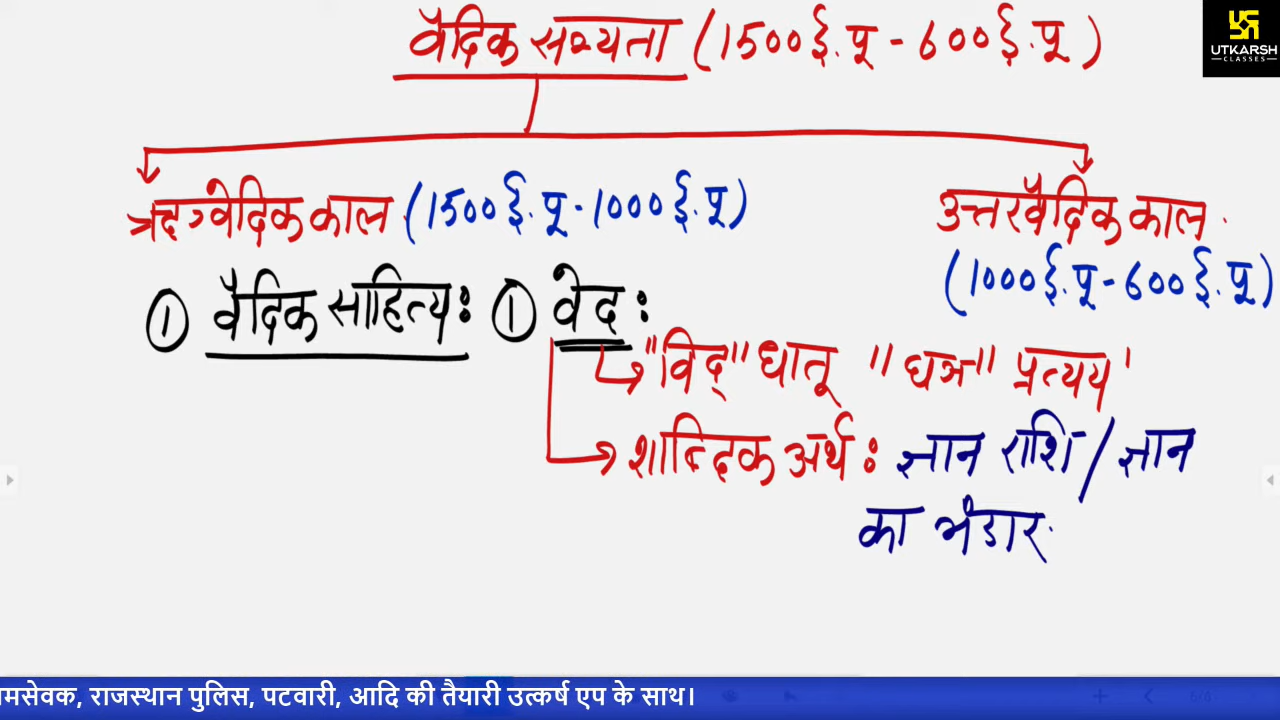 वैदिक सभ्यता (1500 ई.पू - 600 ई.पू)
UTKARSH
CLASSES
ऋग्वेदिक काल (1500 ई.पू - 1000 ई.पू)
उत्तरवैदिक काल
(1000 ई.पू - 600 ई.पू)
① वैदिक साहित्य : ① वेद :
"विद्" धातू "घञ" प्रत्यय
शाब्दिक अर्थ : ज्ञान राशि / ज्ञान
का भंडार
मसेवक, राजस्थान पुलिस, पटवारी, आदि की तैयारी उत्कर्ष एप के साथ।